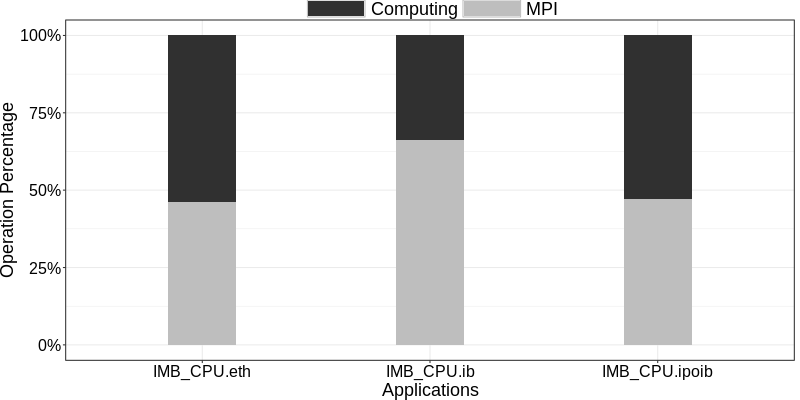 Computing MPI
Operation Percentage
100%
75%
50%
25%
0%
IMB_CPU.eth IMB_CPU.ib IMB_CPU.ipoib
Applications